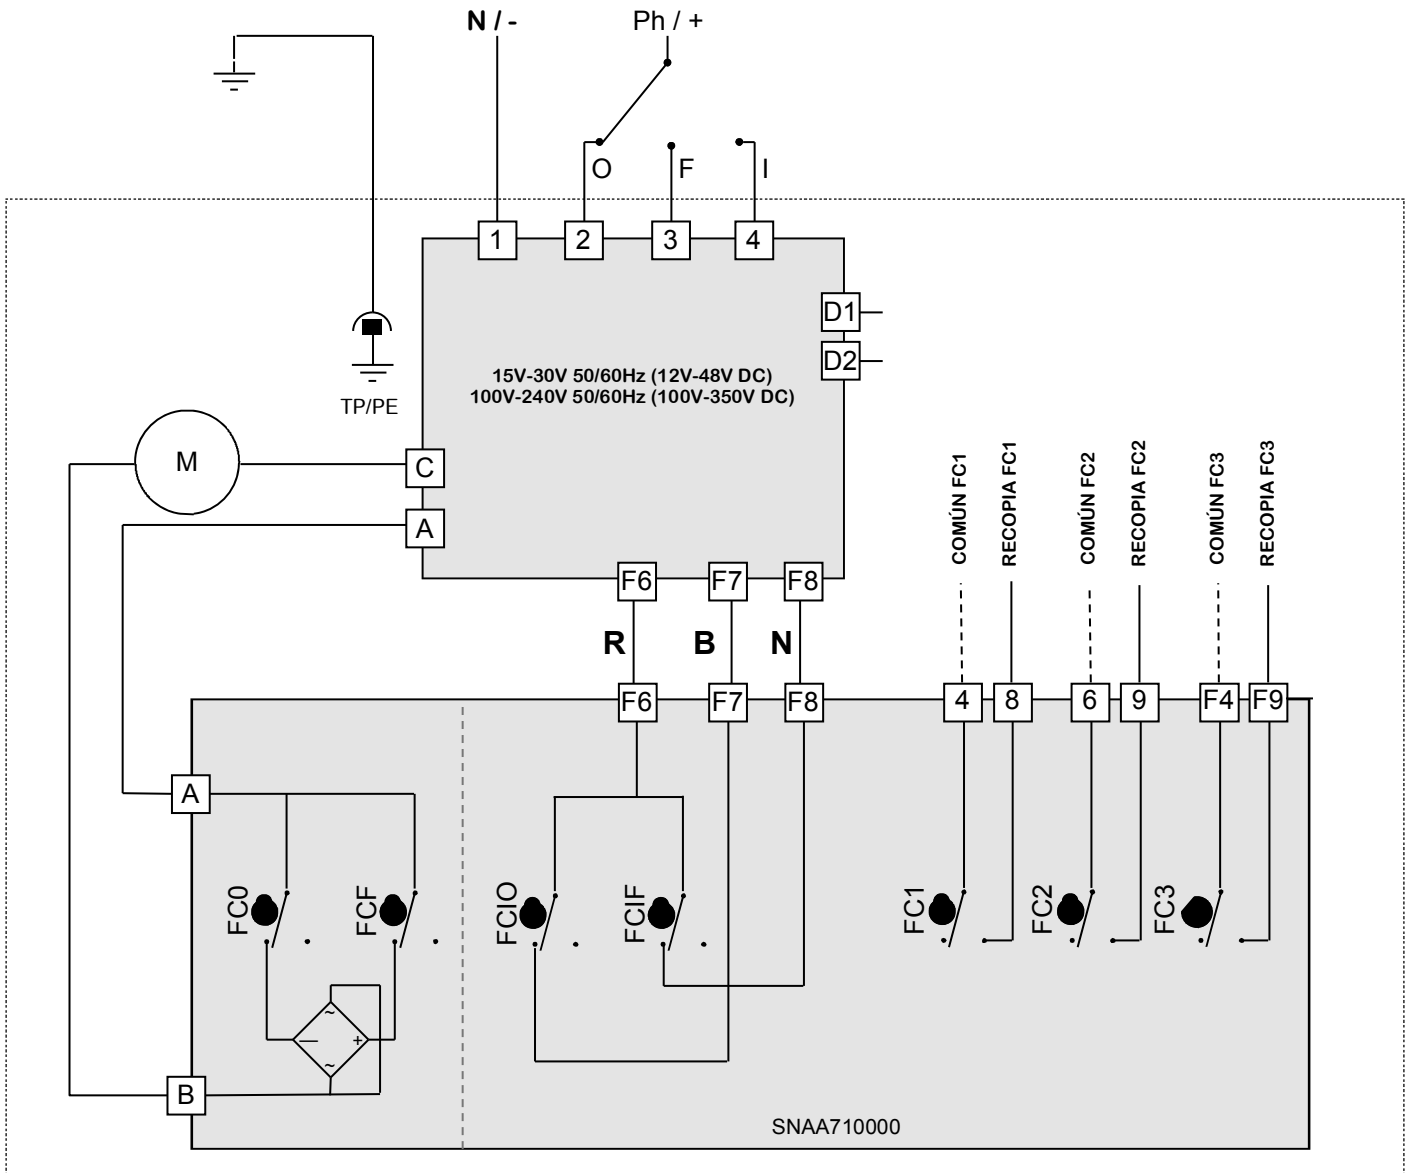 N / -
Ph / +
O
F
I
1
2
3
4
D1
D2
15V-30V 50/60Hz (12V-48V DC)
100V-240V 50/60Hz (100V-350V DC)
TP/PE
M
C
A
COMÚN FC1
RECOPIA FC1
COMÚN FC2
RECOPIA FC2
COMÚN FC3
RECOPIA FC3
F6
F7
F8
R
B
N
F6
F7
F8
4
8
6
9
F4
F9
A
FC0
FCF
FCIO
FCIF
FC1
FC2
FC3
~
— +
~
B
SNAA710000